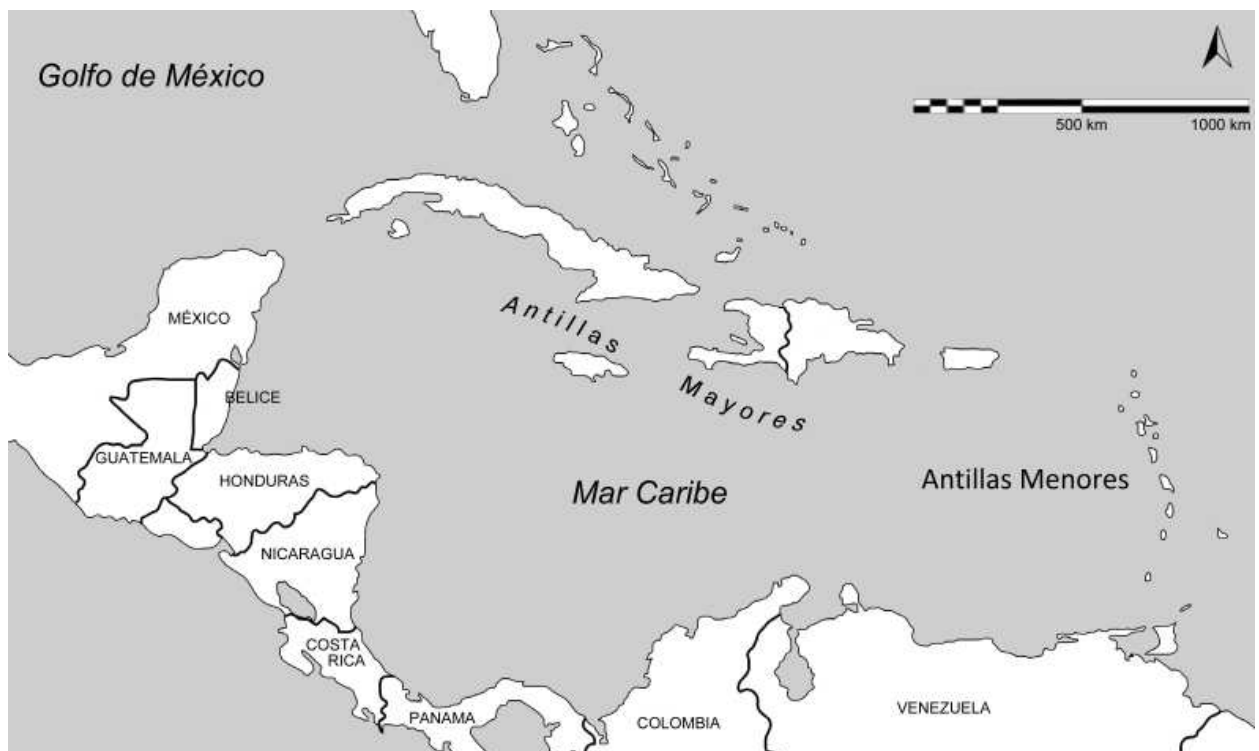 Golfo de México
500 km
1000 km
Antillas
Mayores
MÉXICO
BELICE
GUATEMALA
HONDURAS
Mar Caribe
Antillas Menores
NICARAGUA
COSTA
RICA
PANAMA
COLOMBIA
VENEZUELA